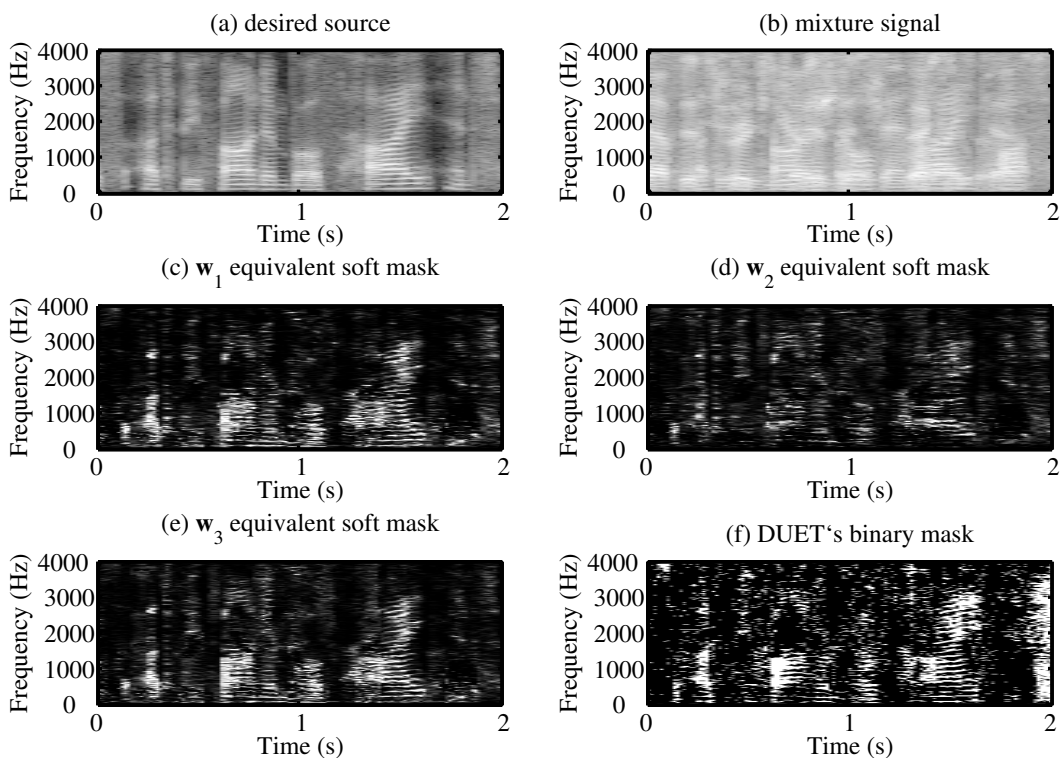 (a) desired source
Frequency (Hz)
4000
3000
2000
1000
0
0 1 2
Time (s)
(b) mixture signal
Frequency (Hz)
4000
3000
2000
1000
0
0 1 2
Time (s)
(c) w1 equivalent soft mask
Frequency (Hz)
4000
3000
2000
1000
0
0 1 2
Time (s)
(d) w2 equivalent soft mask
Frequency (Hz)
4000
3000
2000
1000
0
0 1 2
Time (s)
(e) w3 equivalent soft mask
Frequency (Hz)
4000
3000
2000
1000
0
0 1 2
Time (s)
(f) DUET‘s binary mask
Frequency (Hz)
4000
3000
2000
1000
0
0 1 2
Time (s)